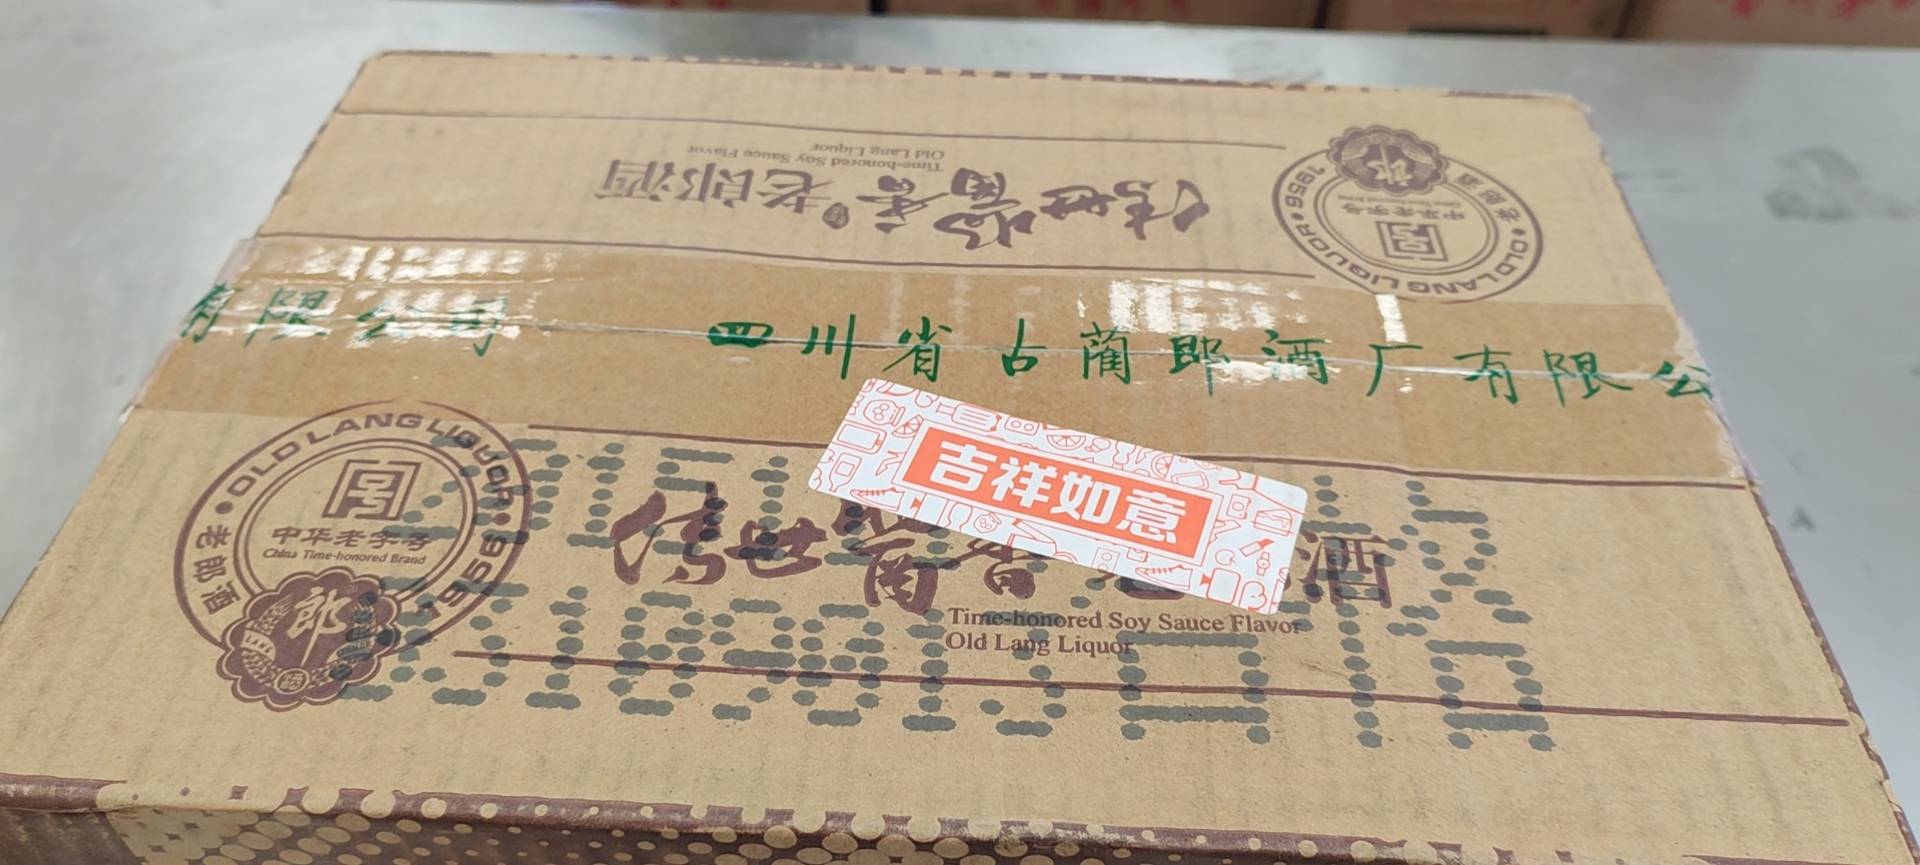 Time-honored Soy Sauce Flavor
Old Lang Liquor
传世酱香老郎酒
OLD LANG LIQUOR
1956
老郎酒
郎
中华老字号
有限公司 四川省古蔺郎酒厂有限公
吉祥如意
OLD LANG LIQUOR · 1956
中华老字号
China Time-honored Brand
老郎酒
郎
LANG
传世酱香 酒
Time-honored Soy Sauce Flavor
Old Lang Liquor